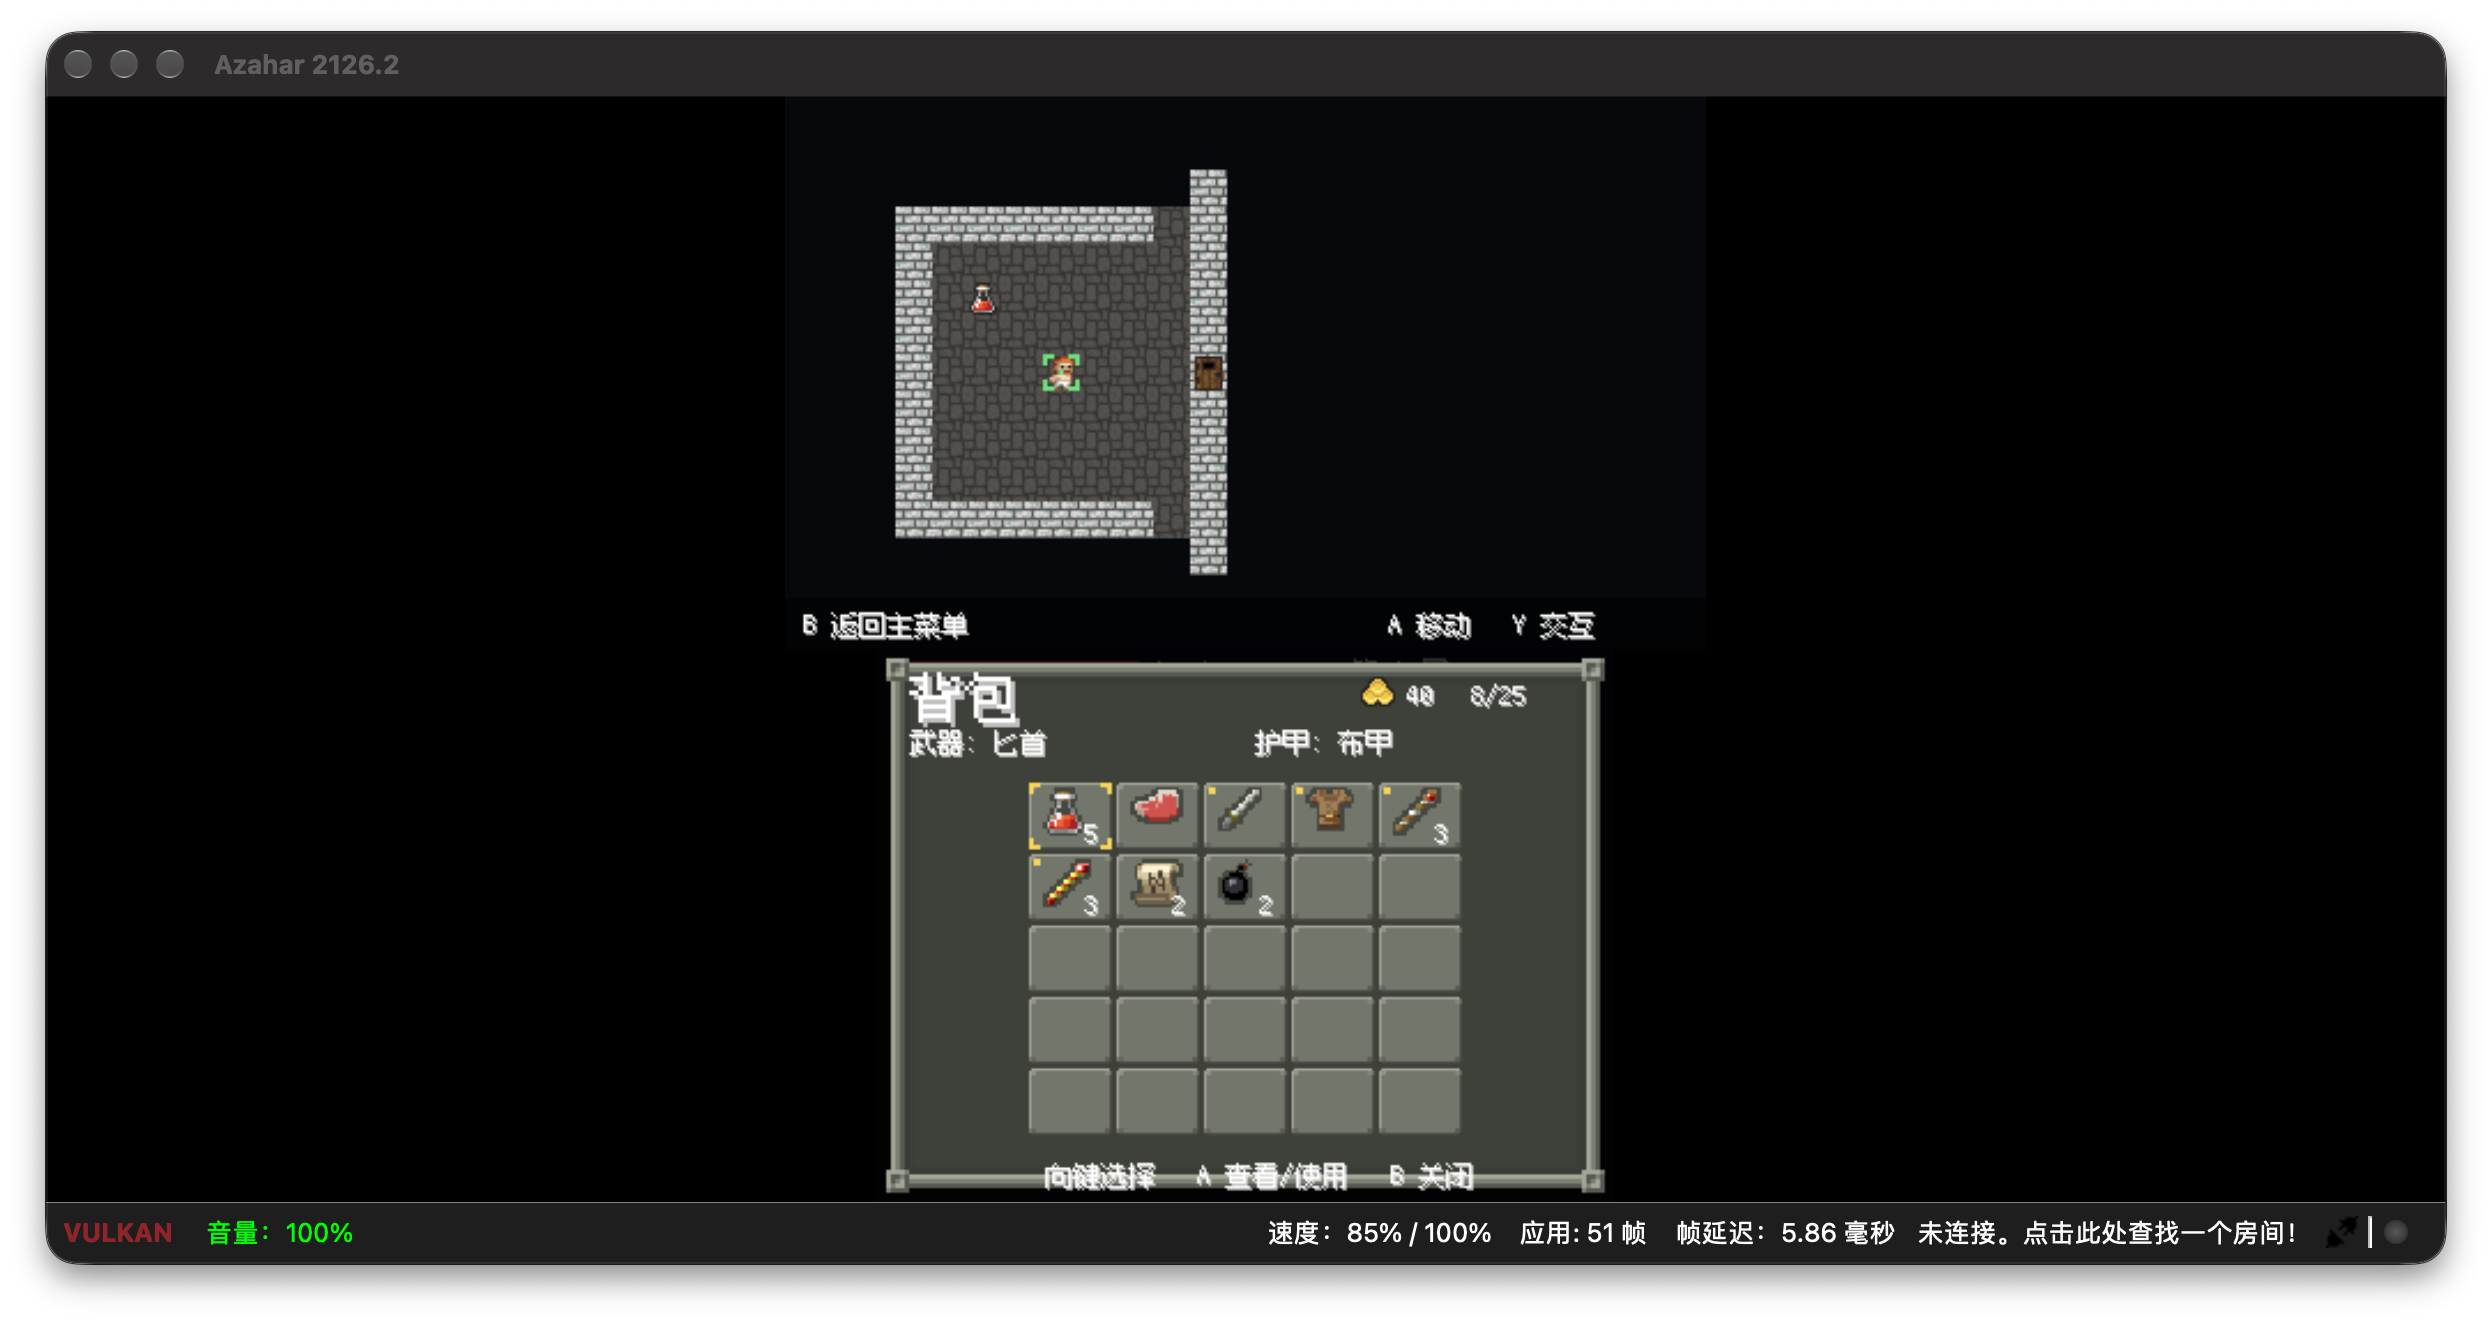 Azahar 2126.2
B 返回主菜单 A 移动 Y 交互
背包 40 8/25
武器：匕首 护甲：布甲
5 3
3 2 2
向键选择 A 查看/使用 B 关闭
VULKAN 音量：100% 速度：85% / 100% 应用: 51 帧 帧延迟：5.86 毫秒 未连接。点击此处查找一个房间！